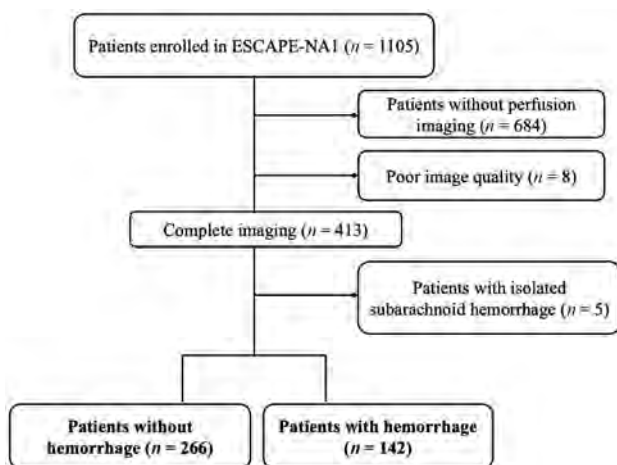 Patients enrolled in ESCAPE-NA1 (n = 1105)
Patients without perfusion
imaging (n = 684)
Poor image quality (n = 8)
Complete imaging (n = 413)
Patients with isolated
subarachnoid hemorrhage (n = 5)
Patients without
hemorrhage (n = 266)
Patients with hemorrhage
(n = 142)